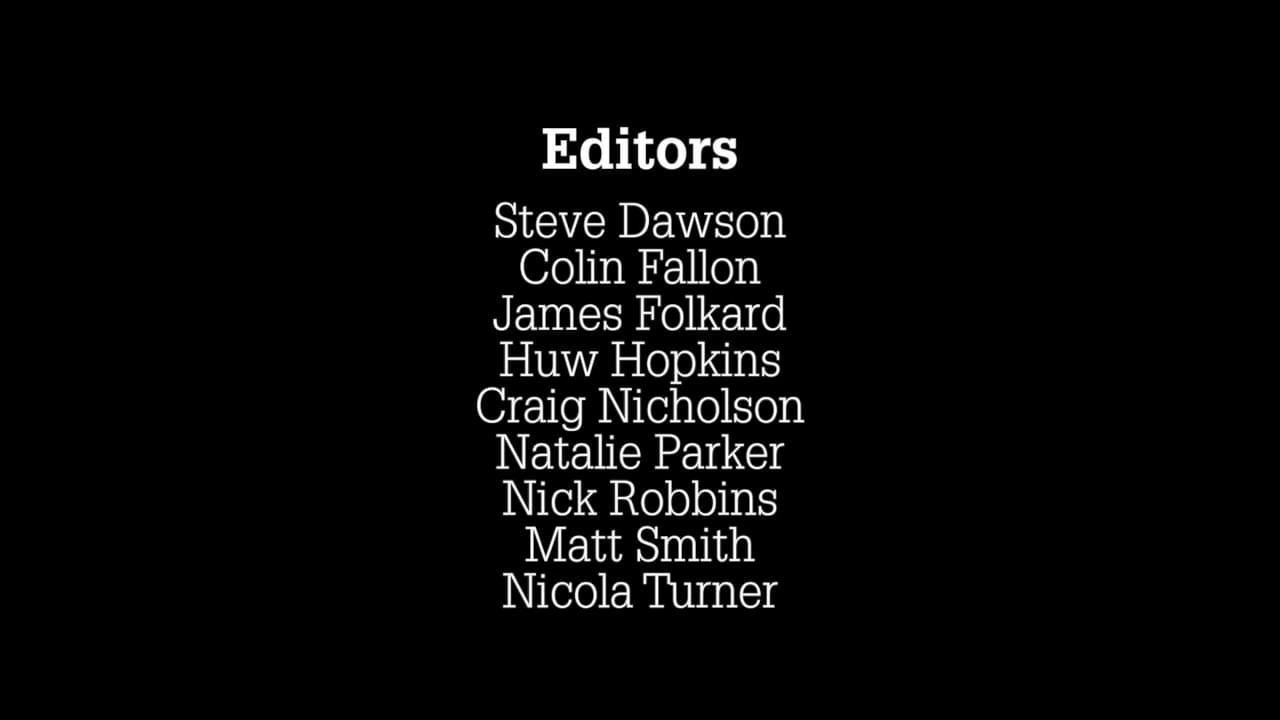 Editors
Steve Dawson
Colin Fallon
James Folkard
Huw Hopkins
Craig Nicholson
Natalie Parker
Nick Robbins
Matt Smith
Nicola Turner